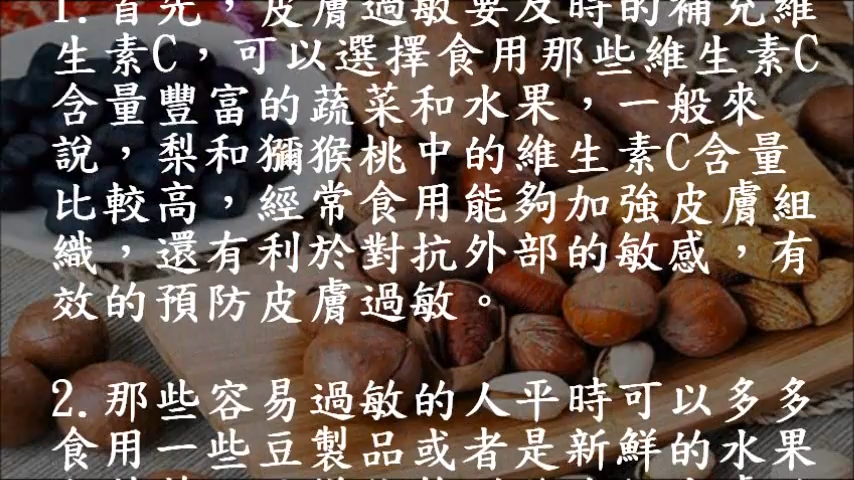 1.首先，皮膚過敏要及時的補充維
生素C，可以選擇食用那些維生素C
含量豐富的蔬菜和水果，一般來
說，梨和獼猴桃中的維生素C含量
比較高，經常食用能夠加強皮膚組
織，還有利於對抗外部的敏感，有
效的預防皮膚過敏。
2.那些容易過敏的人平時可以多多
食用一些豆製品或者是新鮮的水果